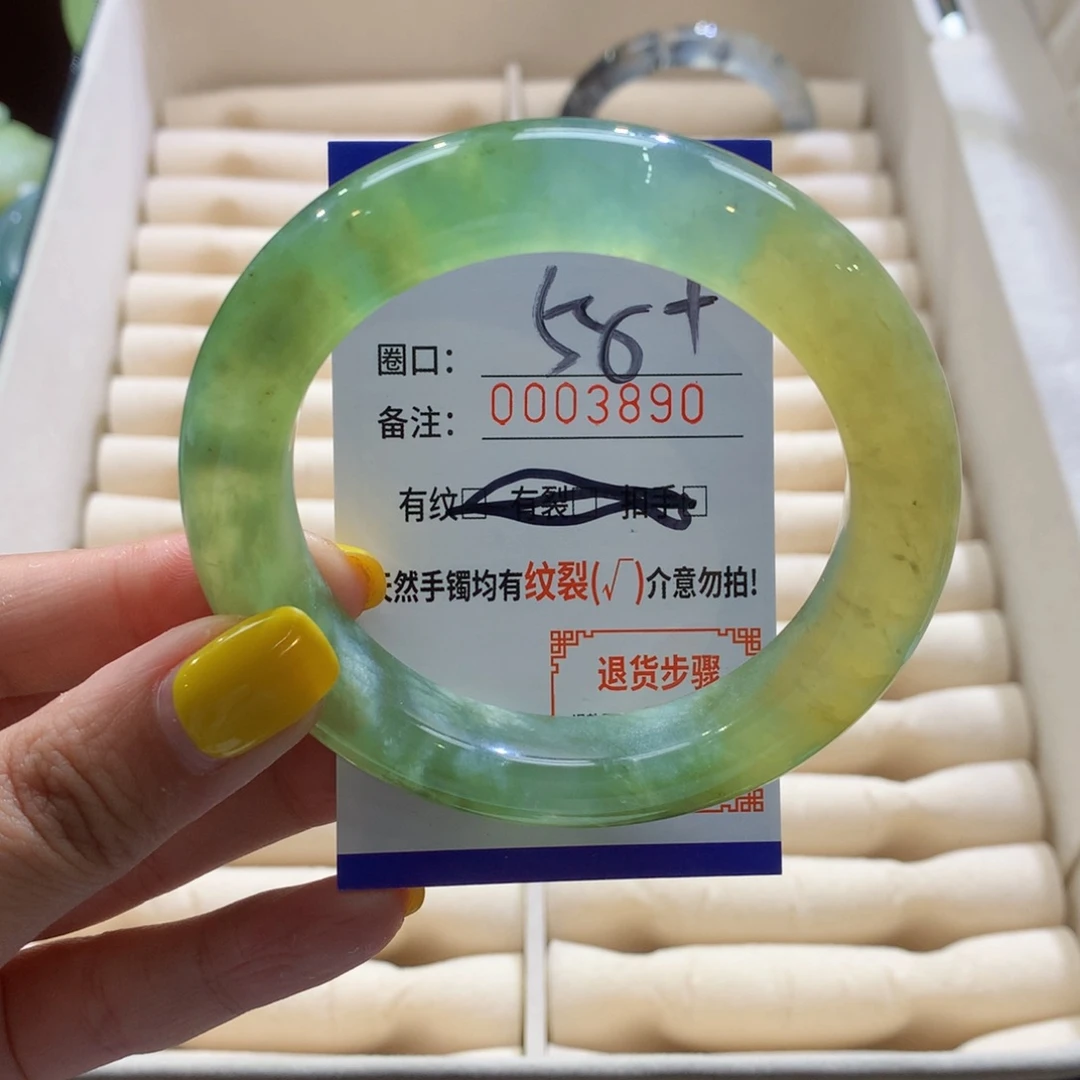 圈口： 56+
备注： 0003890
有纹□ 有裂□ 扣手□
天然手镯均有纹裂(√)介意勿拍!
退货步骤